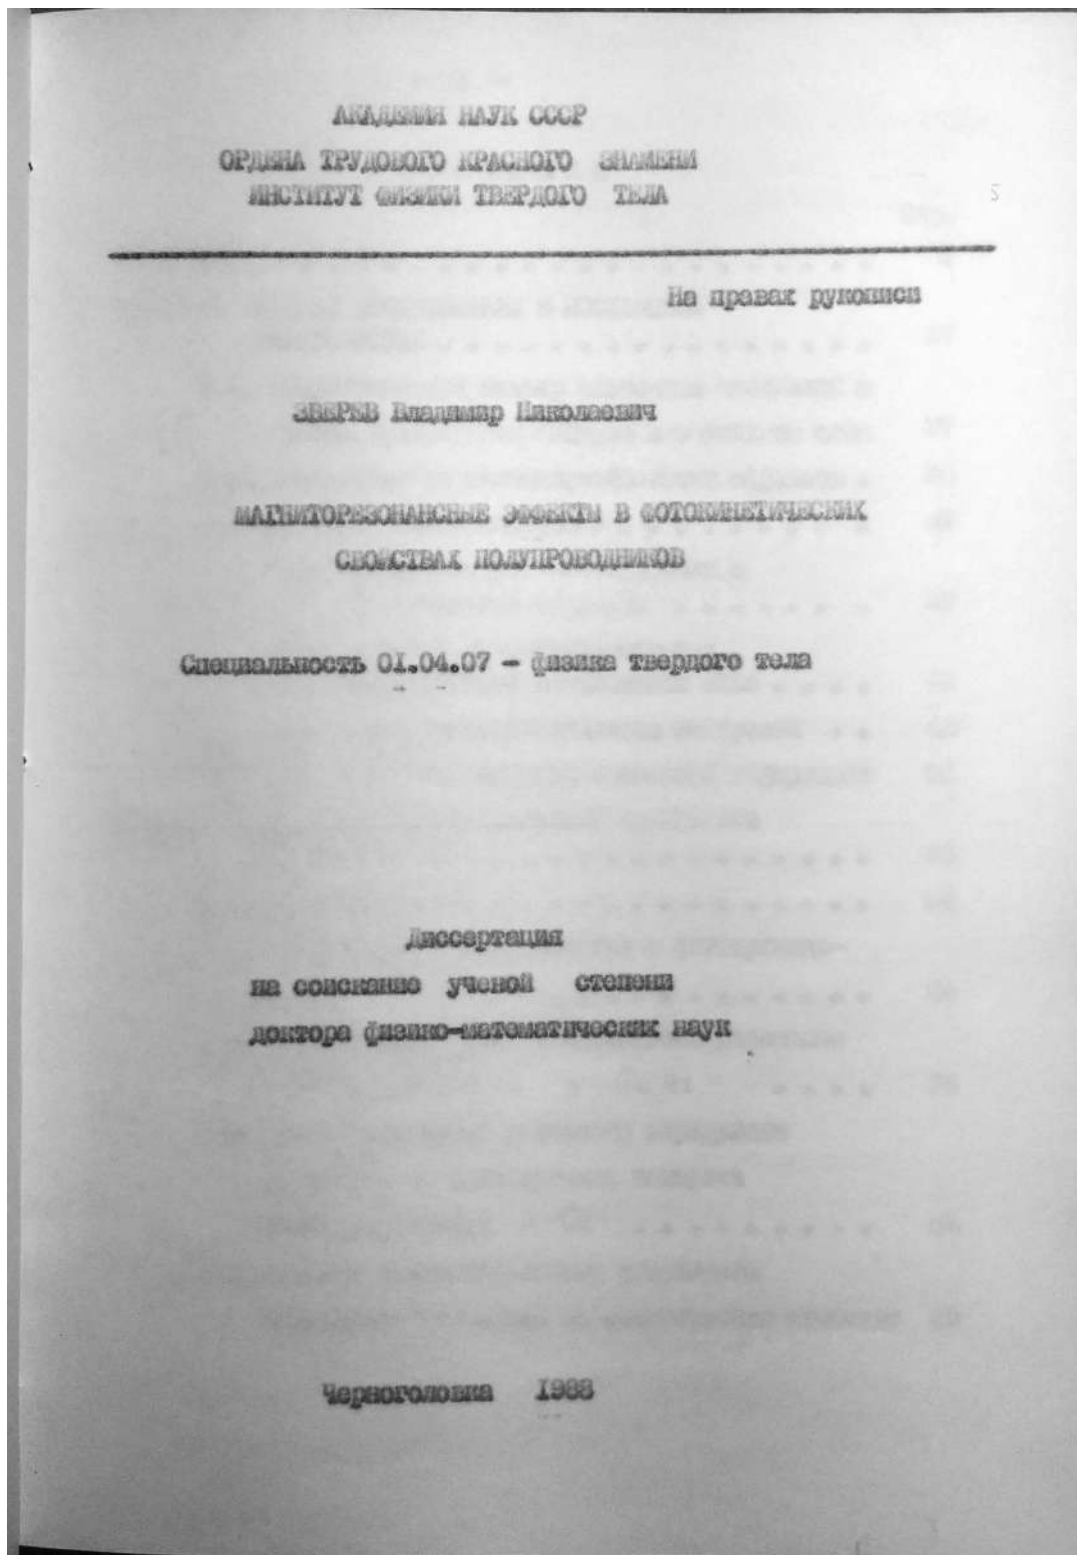 АКАДЕМИЯ НАУК СССР
ОРДЕНА ТРУДОВОГО КРАСНОГО ЗНАМЕНИ
ИНСТИТУТ ФИЗИКИ ТВЕРДОГО ТЕЛА
5
На правах рукописи
ЗВЕРЕВ Владимир Николаевич
МАГНИТОРЕЗОНАНСНЫЕ ЭФФЕКТЫ В ФОТОКИНЕТИЧЕСКИХ
СВОЙСТВАХ ПОЛУПРОВОДНИКОВ
Специальность 01.04.07 – физика твердого тела
Диссертация
на соискание ученой степени
доктора физико-математических наук
Черноголовка 1988